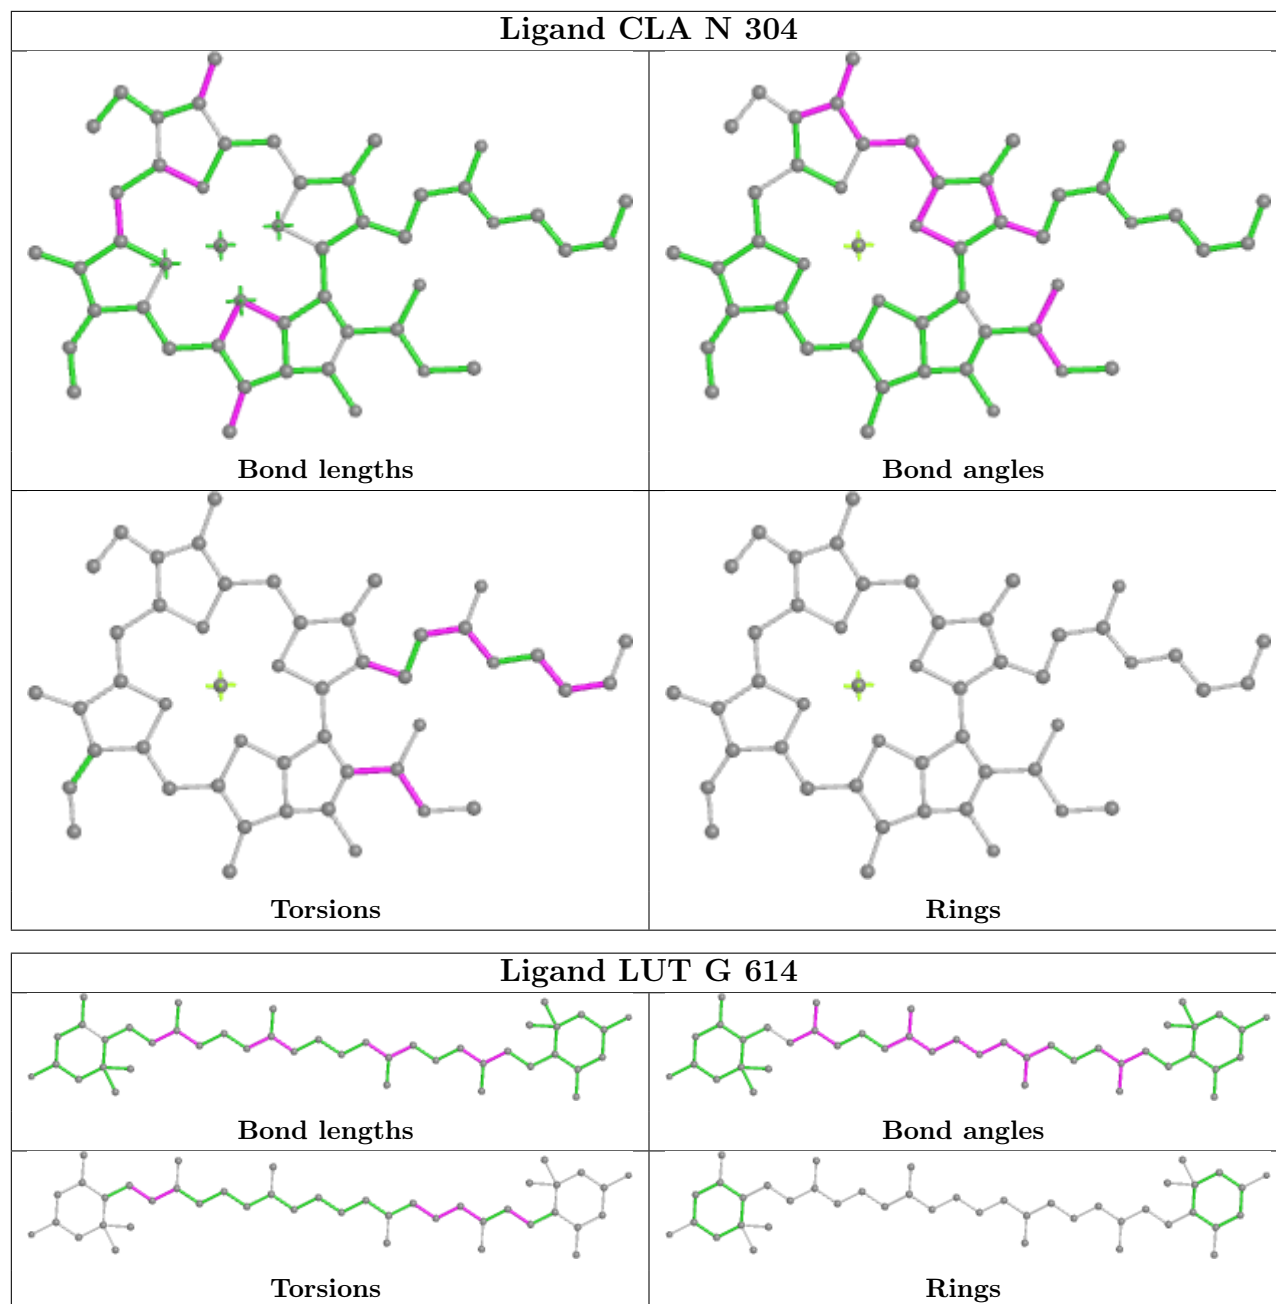 Ligand CLA N 304
Bond lengths
Bond angles
Torsions
Rings
Ligand LUT G 614
Bond lengths
Bond angles
Torsions
Rings